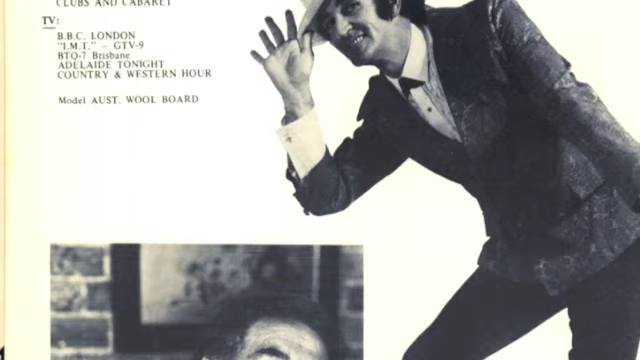 CLUBS AND CABARET
TV:
B.B.C. LONDON
"I.M.T." – GTV-9
BTQ-7 Brisbane
ADELAIDE TONIGHT
COUNTRY & WESTERN HOUR
Model AUST. WOOL BOARD